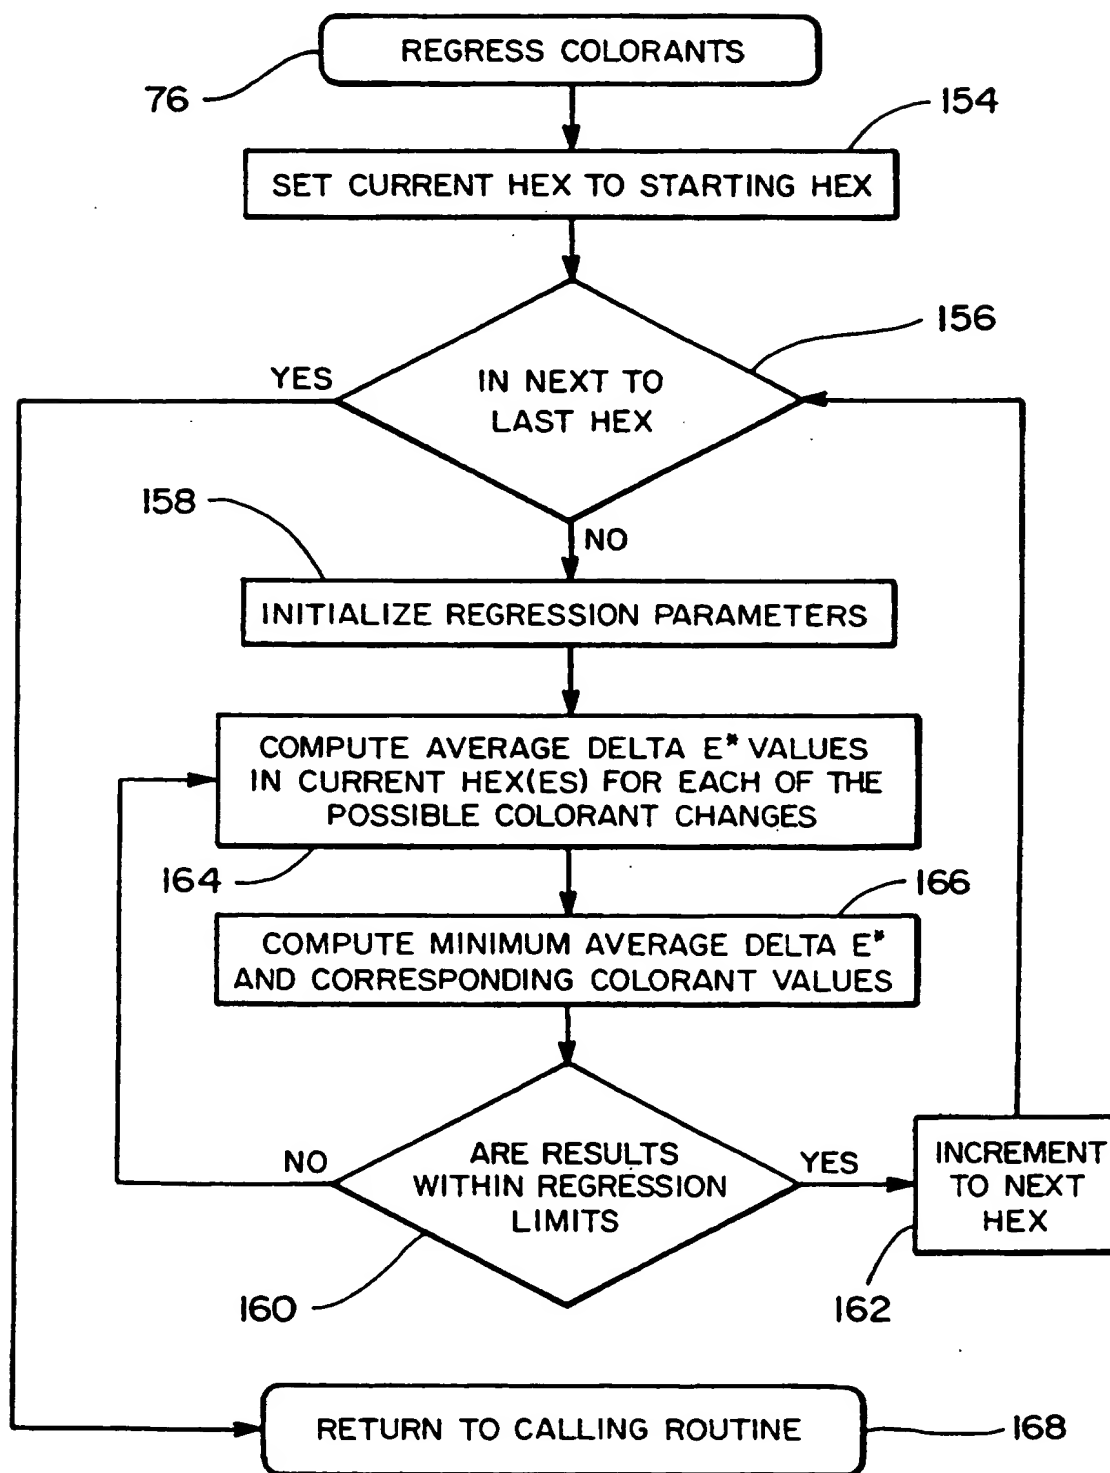 REGRESS COLORANTS
76
154
SET CURRENT HEX TO STARTING HEX
156
YES
IN NEXT TO
LAST HEX
158
NO
INITIALIZE REGRESSION PARAMETERS
COMPUTE AVERAGE DELTA E* VALUES
IN CURRENT HEX(ES) FOR EACH OF THE
POSSIBLE COLORANT CHANGES
164
166
COMPUTE MINIMUM AVERAGE DELTA E*
AND CORRESPONDING COLORANT VALUES
NO
ARE RESULTS
WITHIN REGRESSION
LIMITS
YES
INCREMENT
TO NEXT
HEX
160
162
RETURN TO CALLING ROUTINE
168